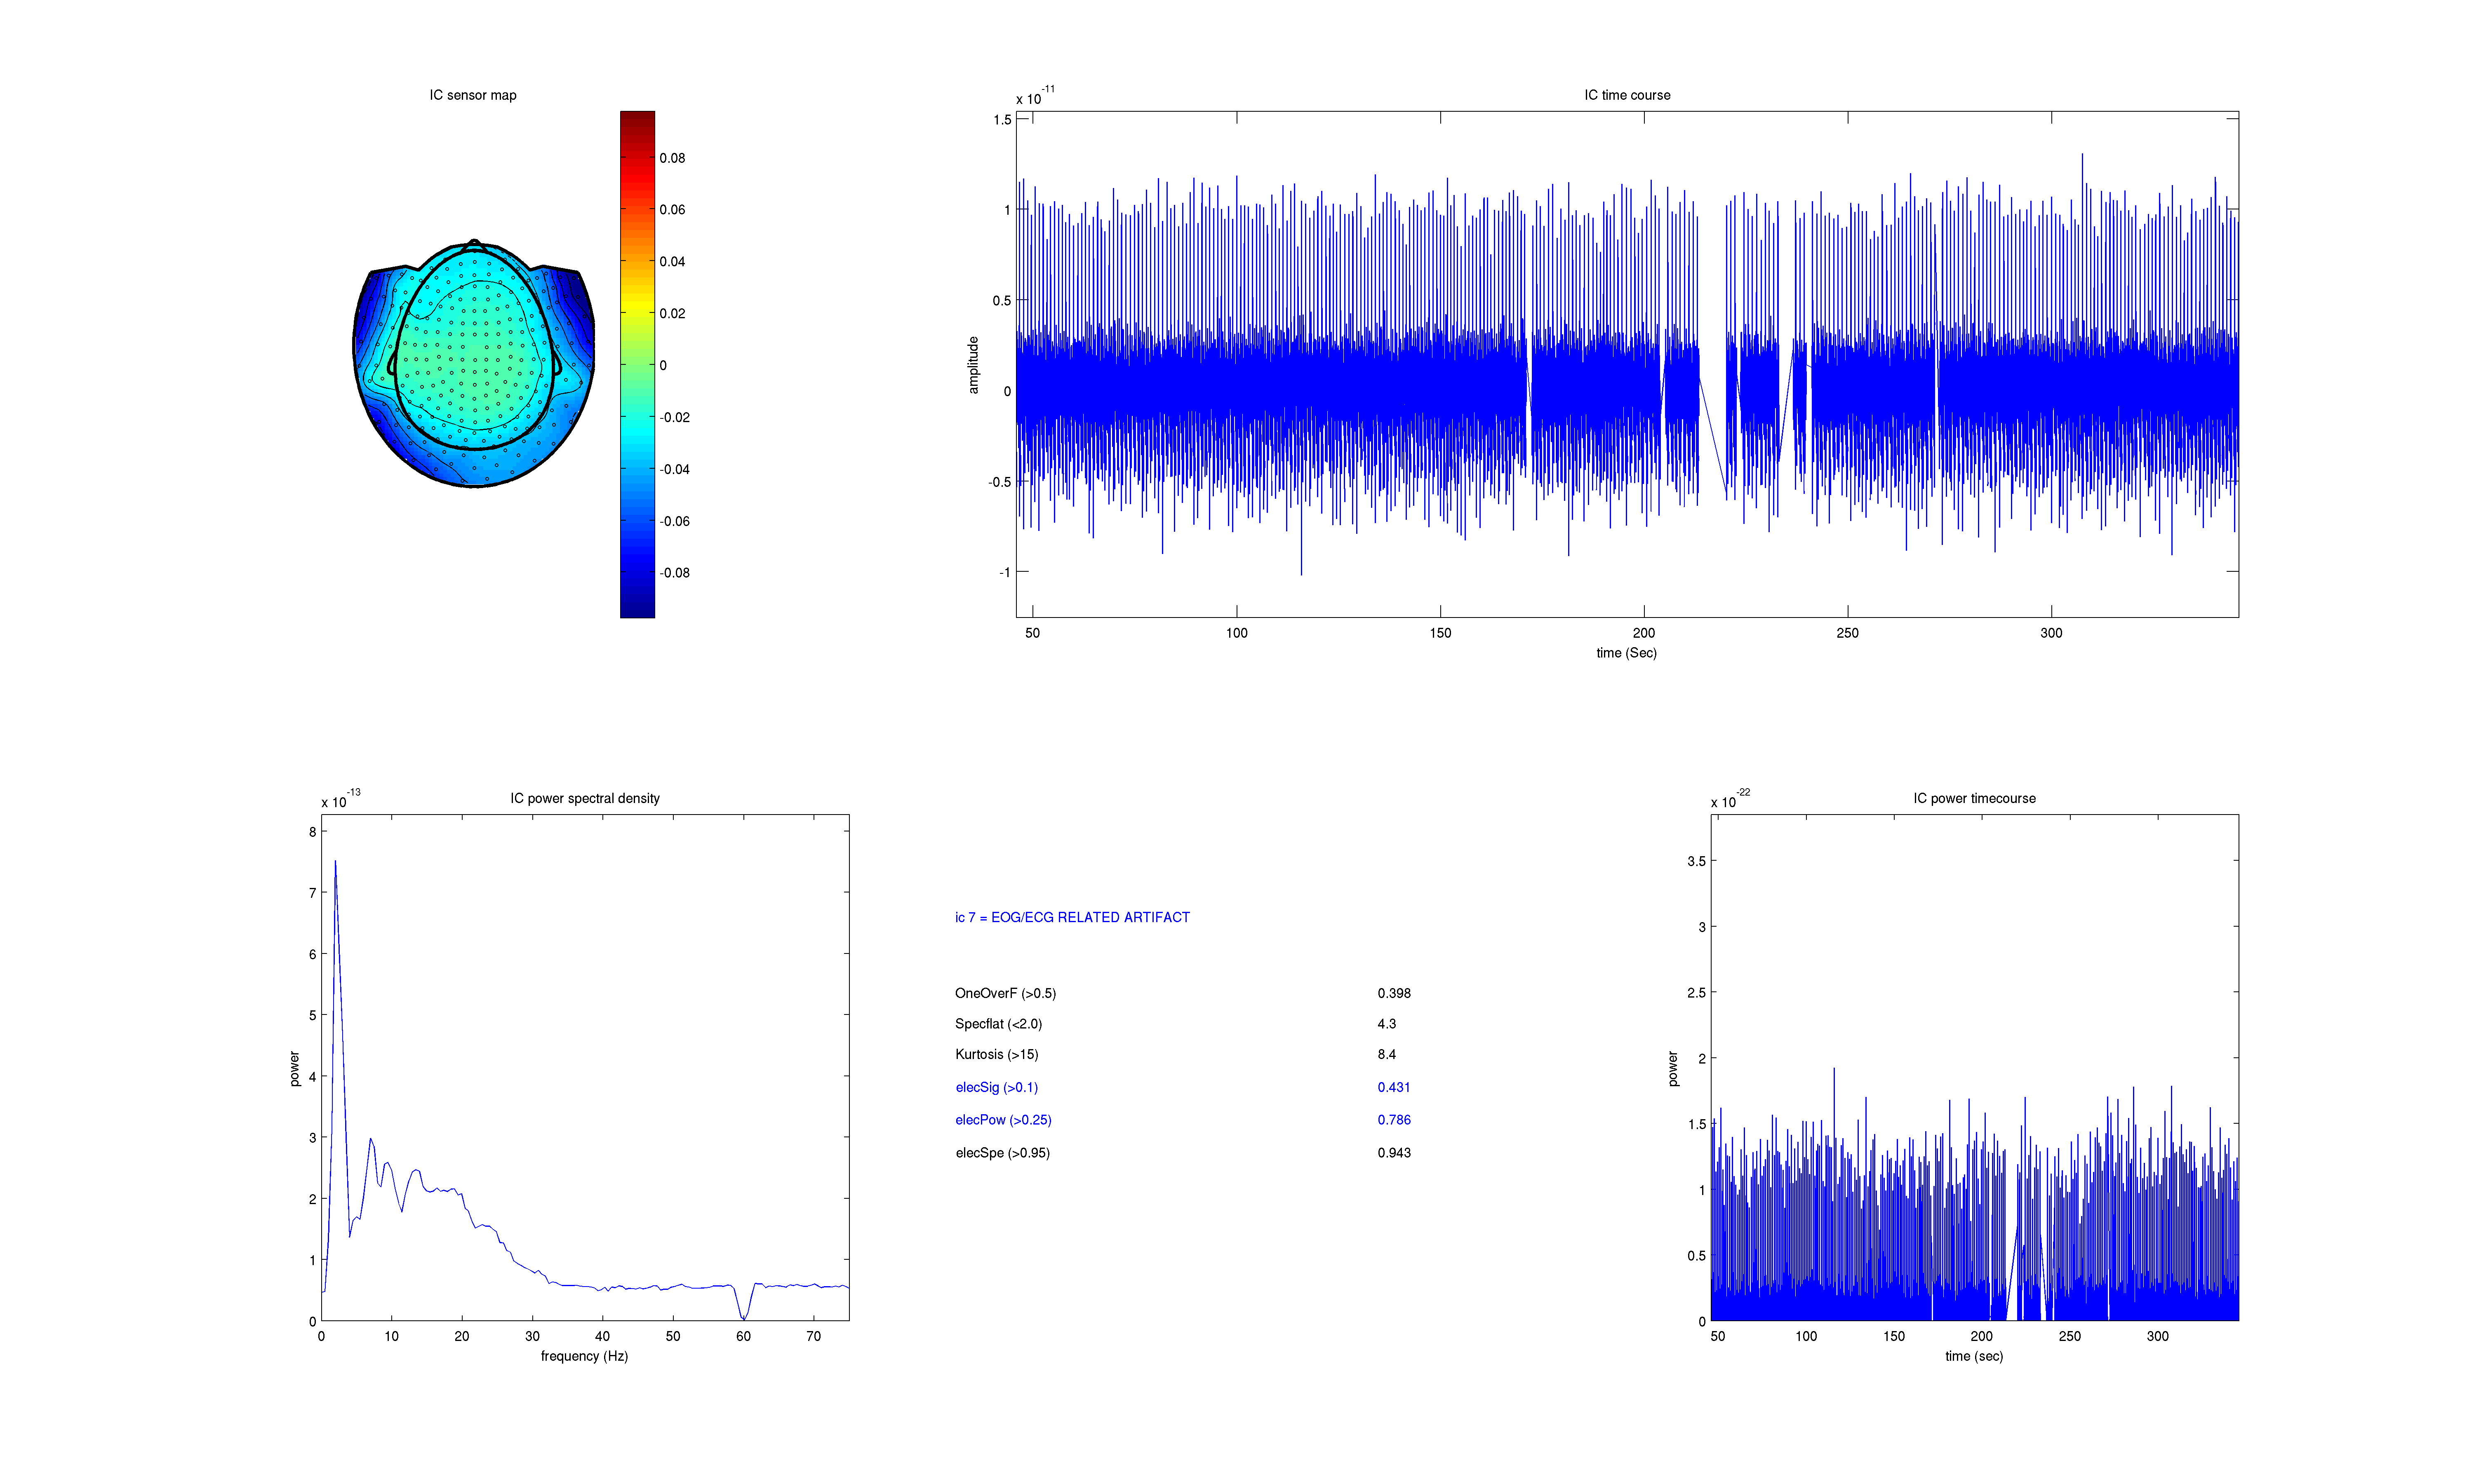 IC sensor map
0.08
0.06
0.04
0.02
0
-0.02
-0.04
-0.06
-0.08
x 10-11
IC time course
1.5
1
0.5
0
-0.5
-1
amplitude
50 100 150 200 250 300
time (Sec)
x 10-13
IC power spectral density
8
7
6
5
4
3
2
1
0
power
0 10 20 30 40 50 60 70
frequency (Hz)
ic 7 = EOG/ECG RELATED ARTIFACT
OneOverF (>0.5) 0.398
Specflat (<2.0) 4.3
Kurtosis (>15) 8.4
elecSig (>0.1) 0.431
elecPow (>0.25) 0.786
elecSpe (>0.95) 0.943
x 10-22
IC power timecourse
3.5
3
2.5
2
1.5
1
0.5
0
power
50 100 150 200 250 300
time (sec)